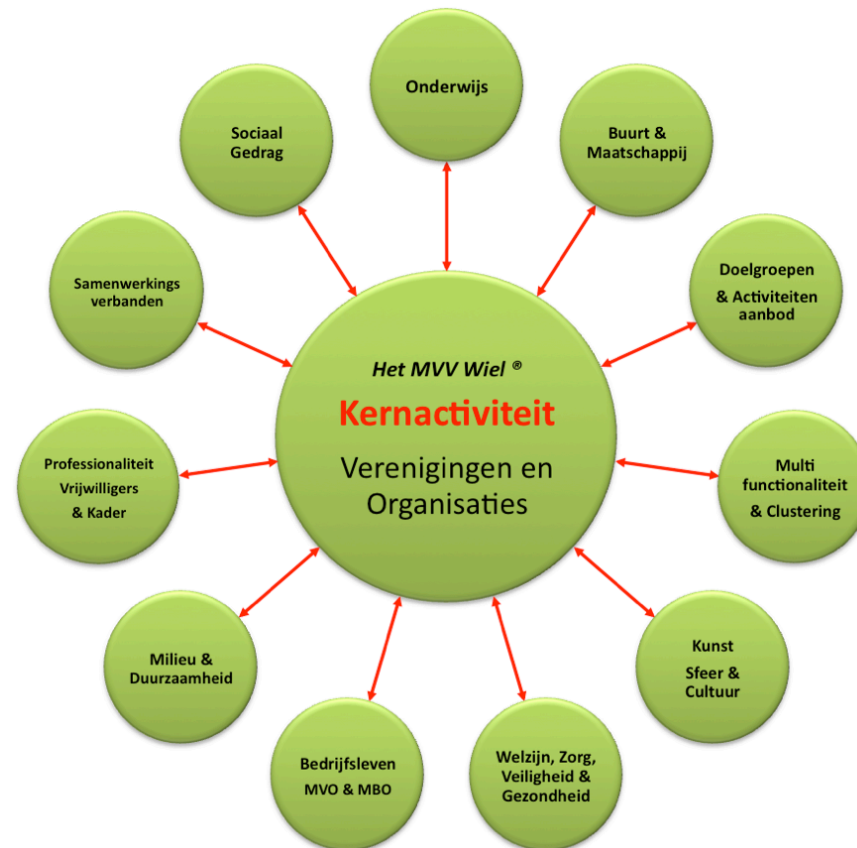 Onderwijs
Buurt &
Maatschappij
Doelgroepen
& Activiteiten
aanbod
Multi
functionaliteit
& Clustering
Kunst
Sfeer &
Cultuur
Welzijn, Zorg,
Veiligheid &
Gezondheid
Bedrijfsleven
MVO & MBO
Milieu &
Duurzaamheid
Professionaliteit
Vrijwilligers
& Kader
Samenwerkings
verbanden
Sociaal
Gedrag
Het MVV Wiel ®
Kernactiviteit
Verenigingen en
Organisaties